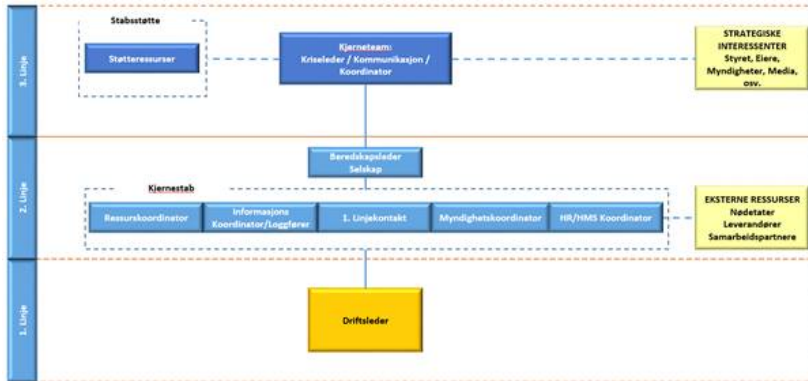 3. Linje
Stabsstøtte
Støtteressurser
Kjerneteam:
Kriseleder / Kommunikasjon /
Koordinator
STRATEGISKE
INTERESSENTER
Styret, Eiere,
Myndigheter, Media,
osv.
2. Linje
Beredskapsleder
Selskap
Kjernestab
Ressurskoordinator
Informasjons
Koordinator/Loggfører
1. Linjekontakt
Myndighetskoordinator
HR/HMS Koordinator
EKSTERNE RESSURSER
Nødetater
Leverandører
Samarbeidspartnere
1. Linje
Driftsleder